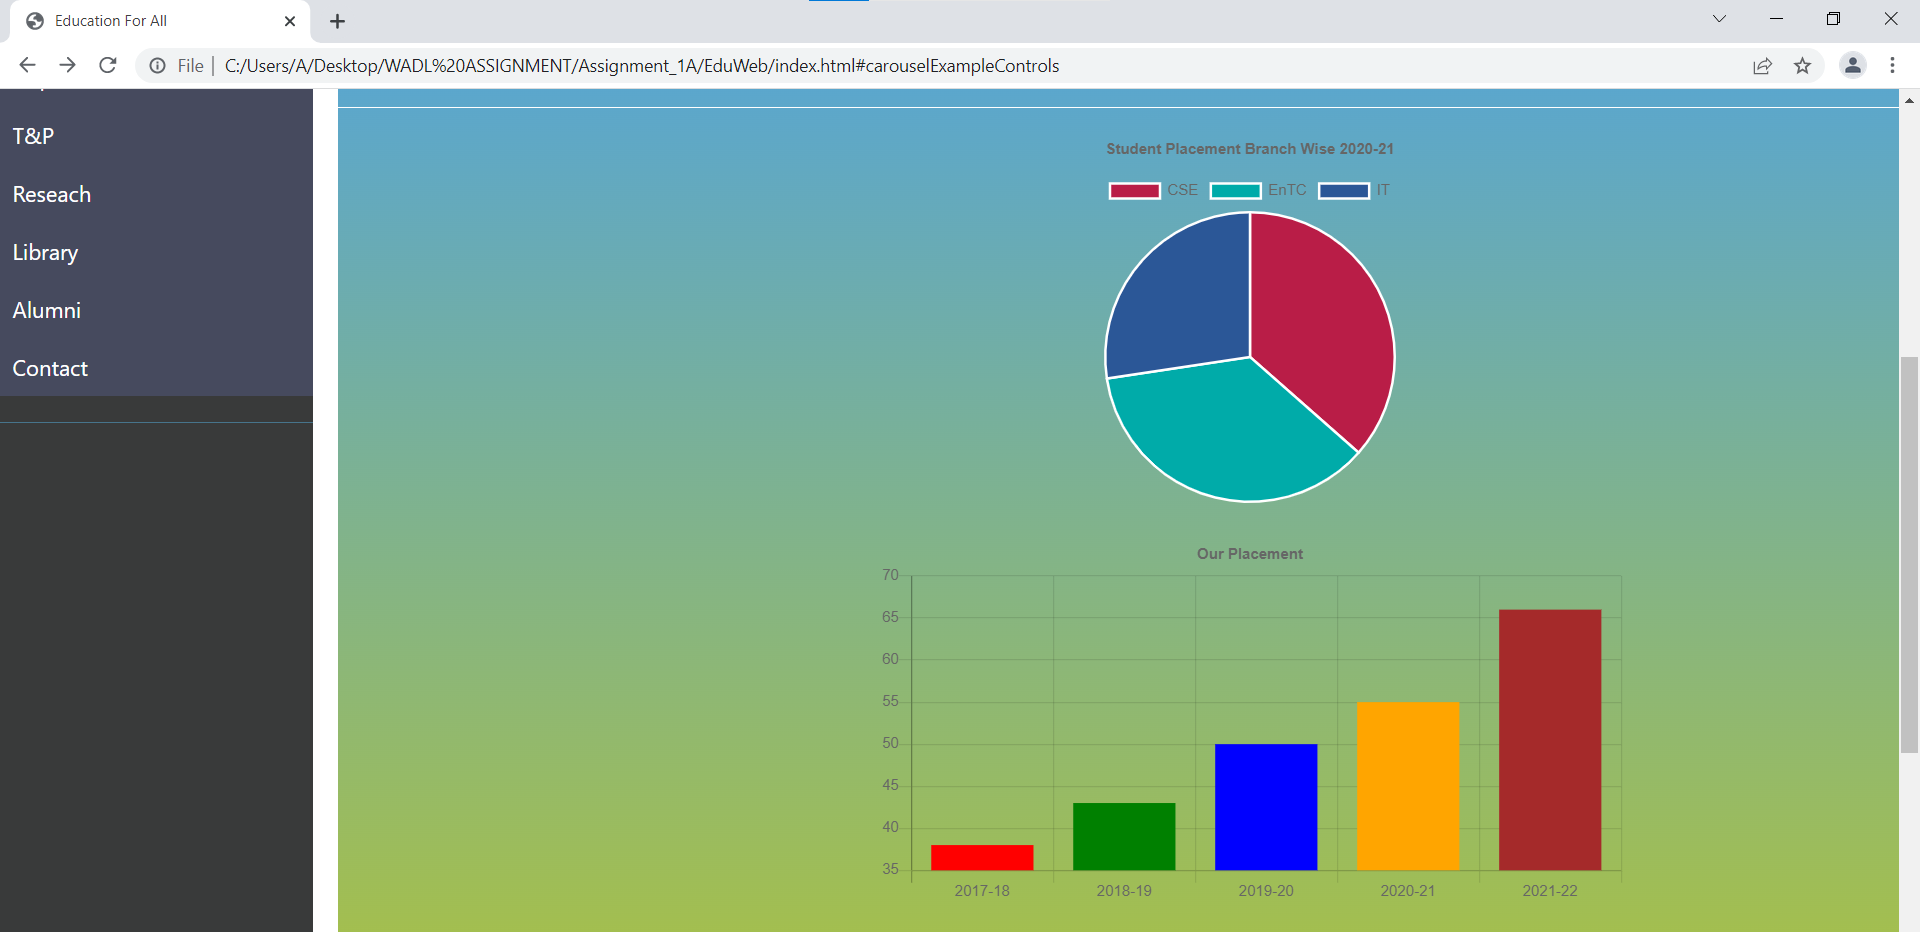 Education For All
File
C:/Users/A/Desktop/WADL%20ASSIGNMENT/Assignment_1A/EduWeb/index.html#carouselExampleControls
T&P
Reseach
Library
Alumni
Contact
Student Placement Branch Wise 2020-21
CSE EnTC IT
Our Placement
70
65
60
55
50
45
40
35
2017-18 2018-19 2019-20 2020-21 2021-22